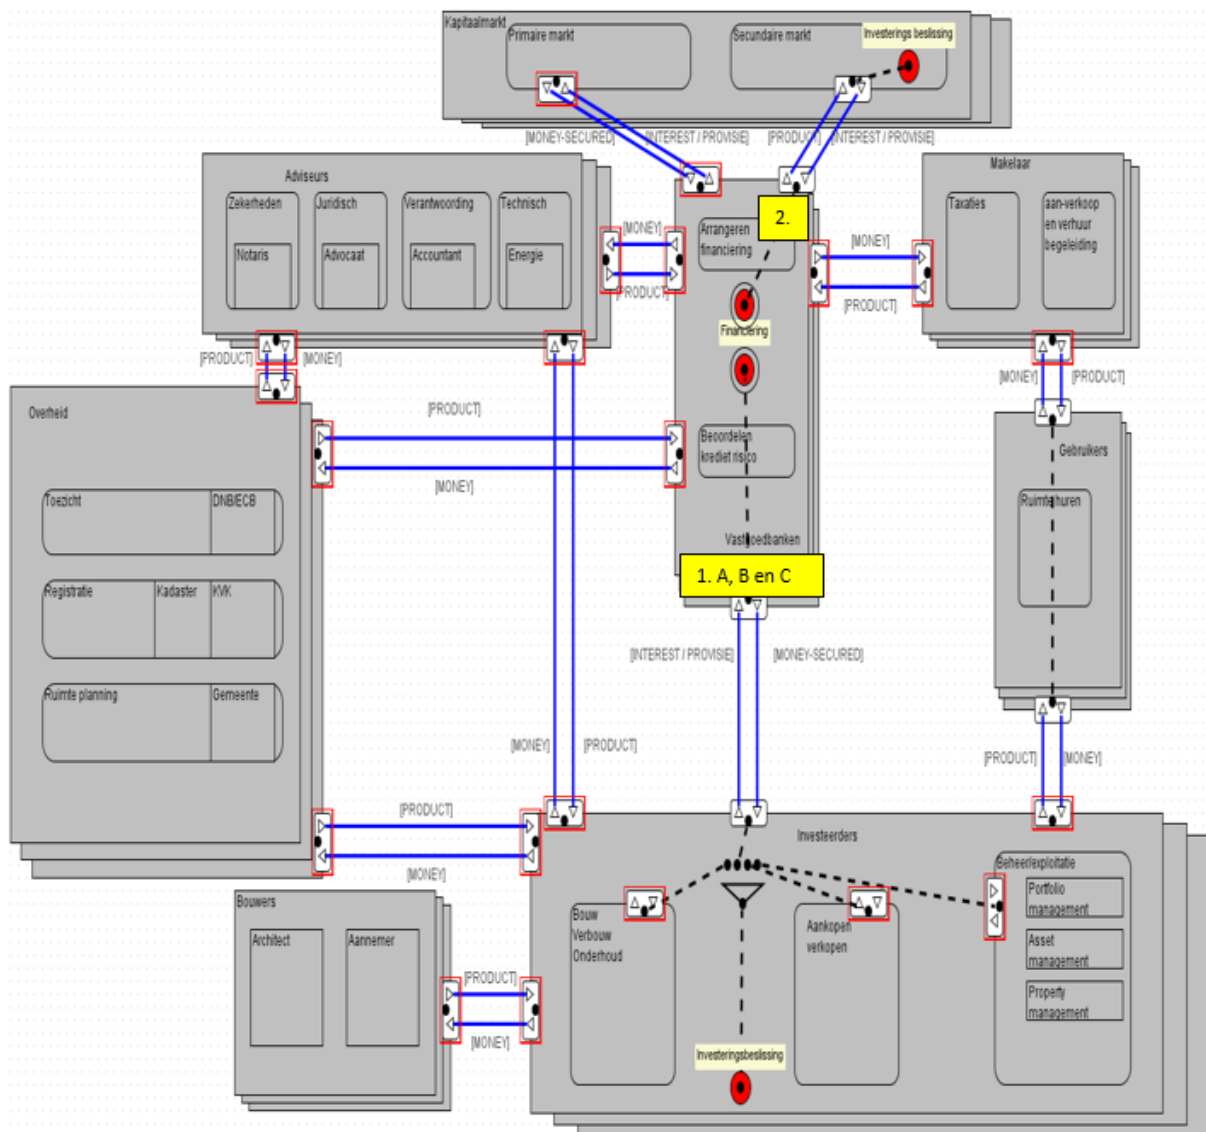 Kapitaalmarkt
Primaire markt
Secundaire markt
Investerings beslissing
[MONEY-SECURED]
[INTEREST / PROVISIE]
[PRODUCT]
[INTEREST / PROVISIE]
Adviseurs
Zekerheden
Juridisch
Verantwoording
Technisch
Notaris
Advocaat
Accountant
Energie
[MONEY]
[PRODUCT]
2.
Arrangeren
financiering
Financiering
Beoordelen
krediet risico
Vastgoedbanken
1. A, B en C
[MONEY]
[PRODUCT]
Makelaar
Taxaties
aan-verkoop
en verhuur
begeleiding
[PRODUCT]
[MONEY]
[MONEY]
[PRODUCT]
Overheid
[PRODUCT]
[MONEY]
Toezicht
DNB/ECB
Registratie
Kadaster
KVK
Ruimte planning
Gemeente
Gebruikers
Ruimte huren
[INTEREST / PROVISIE]
[MONEY-SECURED]
[MONEY]
[PRODUCT]
[PRODUCT]
[MONEY]
[PRODUCT]
[MONEY]
Investeerders
Bouw
Verbouw
Onderhoud
Aankopen
verkopen
Beheer/exploitatie
Portfolio
management
Asset
management
Property
management
Investeringsbeslissing
Bouwers
Architect
Aannemer
[PRODUCT]
[MONEY]